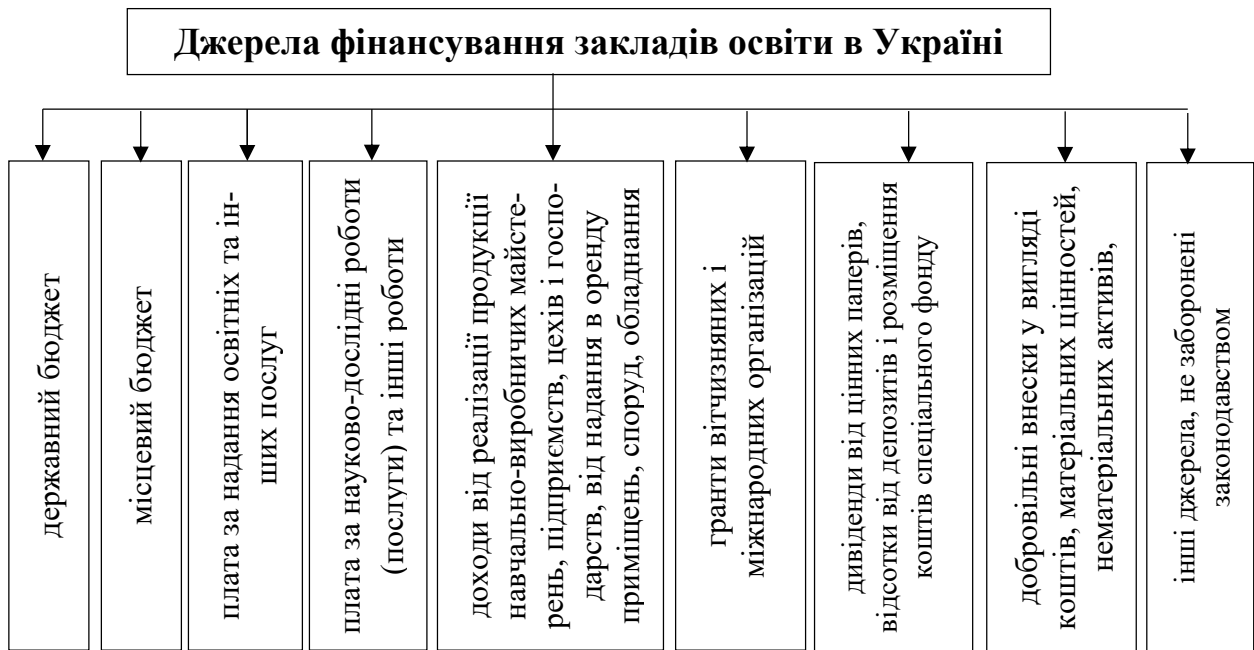 Джерела фінансування закладів освіти в Україні
державний бюджет
місцевий бюджет
плата за надання освітніх та ін-
ших послуг
плата за науково-дослідні роботи
(послуги) та інші роботи
доходи від реалізації продукції
навчально-виробничих майсте-
рень, підприємств, цехів і госпо-
дарств, від надання в оренду
приміщень, споруд, обладнання
гранти вітчизняних і
міжнародних організацій
дивіденди від цінних паперів,
відсотки від депозитів і розміщення
коштів спеціального фонду
добровільні внески у вигляді
коштів, матеріальних цінностей,
нематеріальних активів,
інші джерела, не заборонені
законодавством